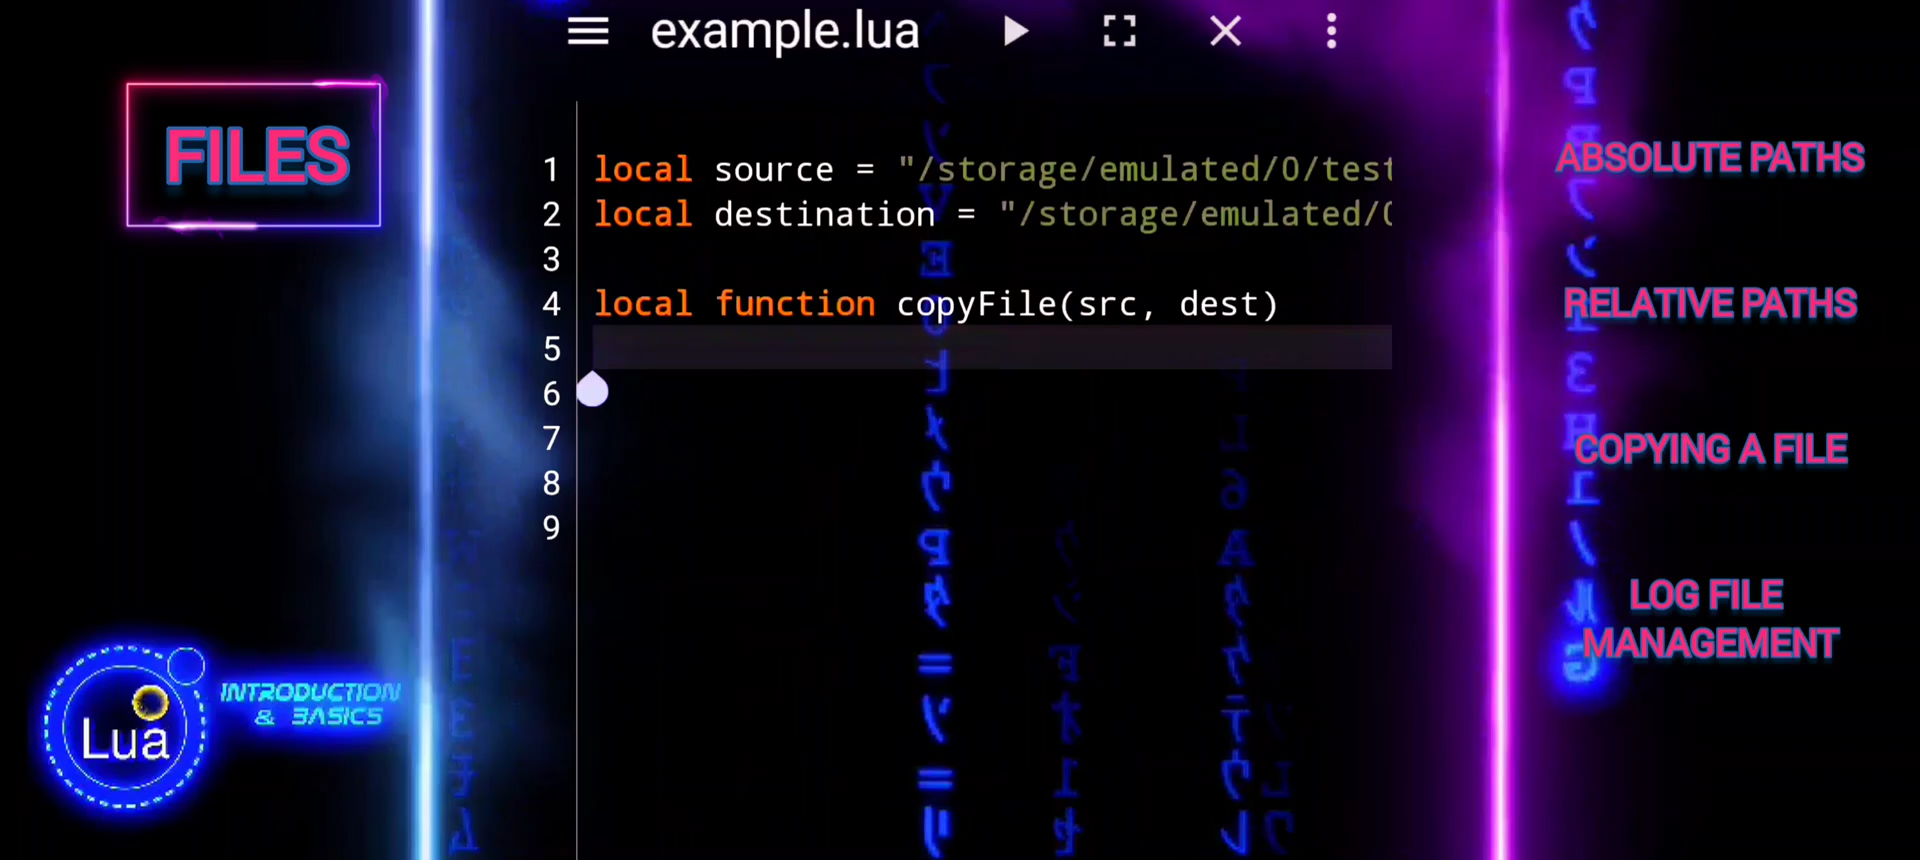 example.lua
FILES
1 local source = "/storage/emulated/0/test
2 local destination = "/storage/emulated/0
3
4 local function copyFile(src, dest)
5
6
7
8
9
ABSOLUTE PATHS
RELATIVE PATHS
COPYING A FILE
LOG FILE
MANAGEMENT
Lua
INTRODUCTION
& BASICS